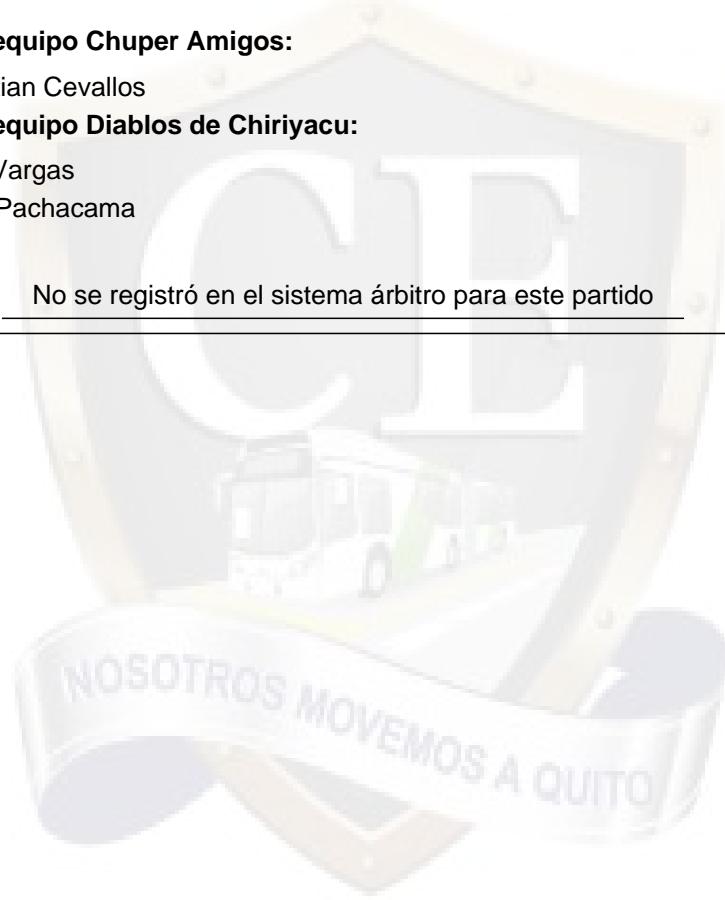 equipo Chuper Amigos:
ian Cevallos
equipo Diablos de Chiriyacu:
Vargas
Pachacama
No se registró en el sistema árbitro para este partido
CE
NOSOTROS MOVEMOS A QUITO